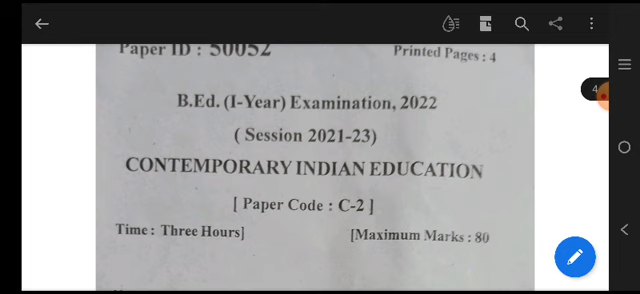 Paper ID : 50052
Printed Pages : 4
4
B.Ed. (I-Year) Examination, 2022
( Session 2021-23)
CONTEMPORARY INDIAN EDUCATION
[ Paper Code : C-2 ]
Time : Three Hours]
[Maximum Marks : 80